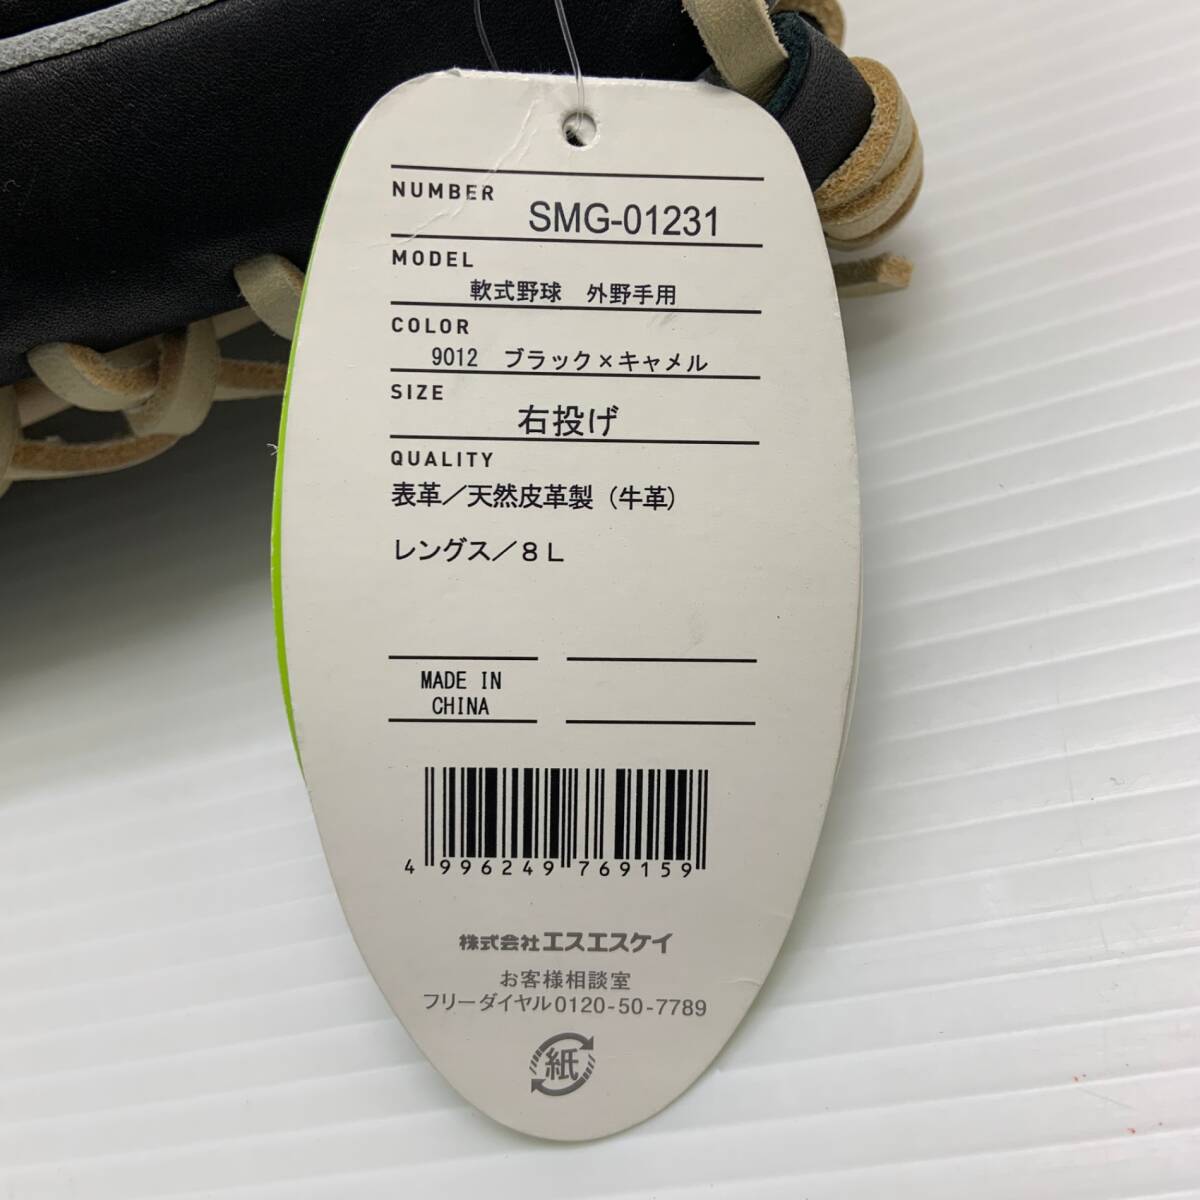 NUMBER
SMG-01231
MODEL
軟式野球　外野手用
COLOR
9012　ブラック×キャメル
SIZE
右投げ
QUALITY
表革／天然皮革製（牛革）
レングス／８Ｌ
MADE IN
CHINA
4 996249 769159
株式会社エスエスケイ
お客様相談室
フリーダイヤル0120-50-7789
紙